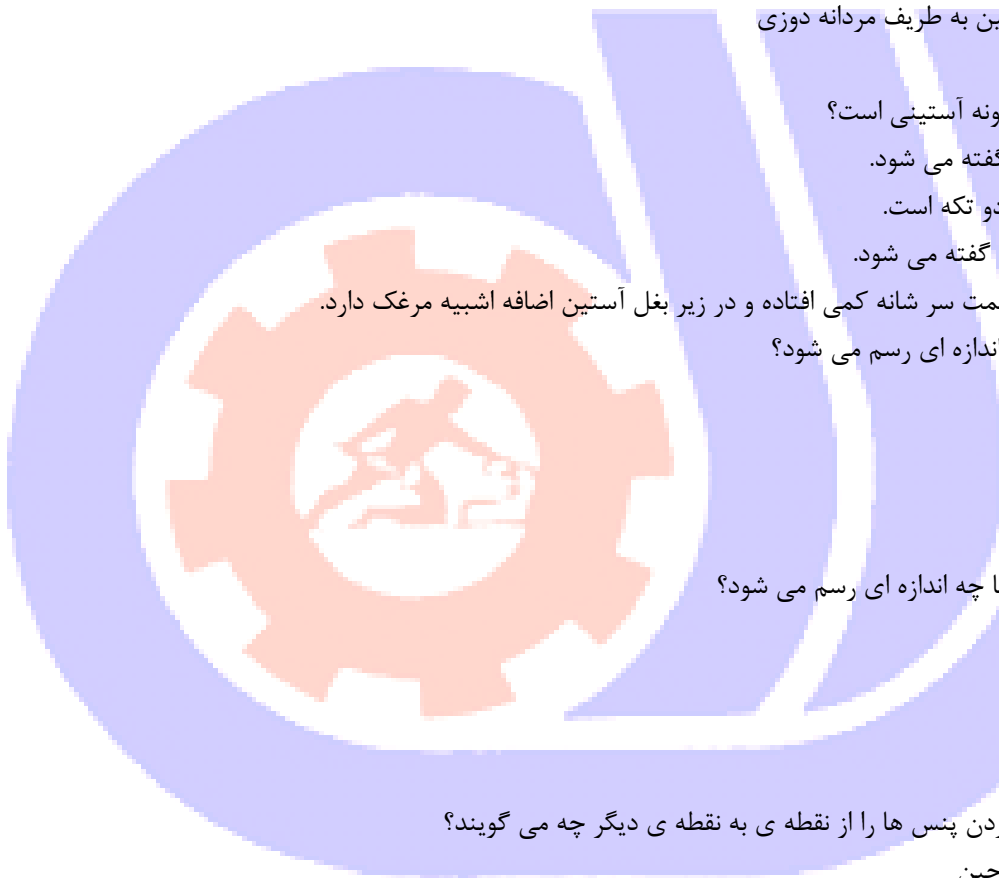 ین به طریف مردانه دوزی
ونه آستینی است؟
گفته می شود.
دو تکه است.
گفته می شود.
مت سر شانه کمی افتاده و در زیر بغل آستین اضافه اشبیه مرغک دارد.
اندازه ای رسم می شود؟
ا چه اندازه ای رسم می شود؟
ردن پنس ها را از نقطه ی به نقطه ی دیگر چه می گویند؟
چین